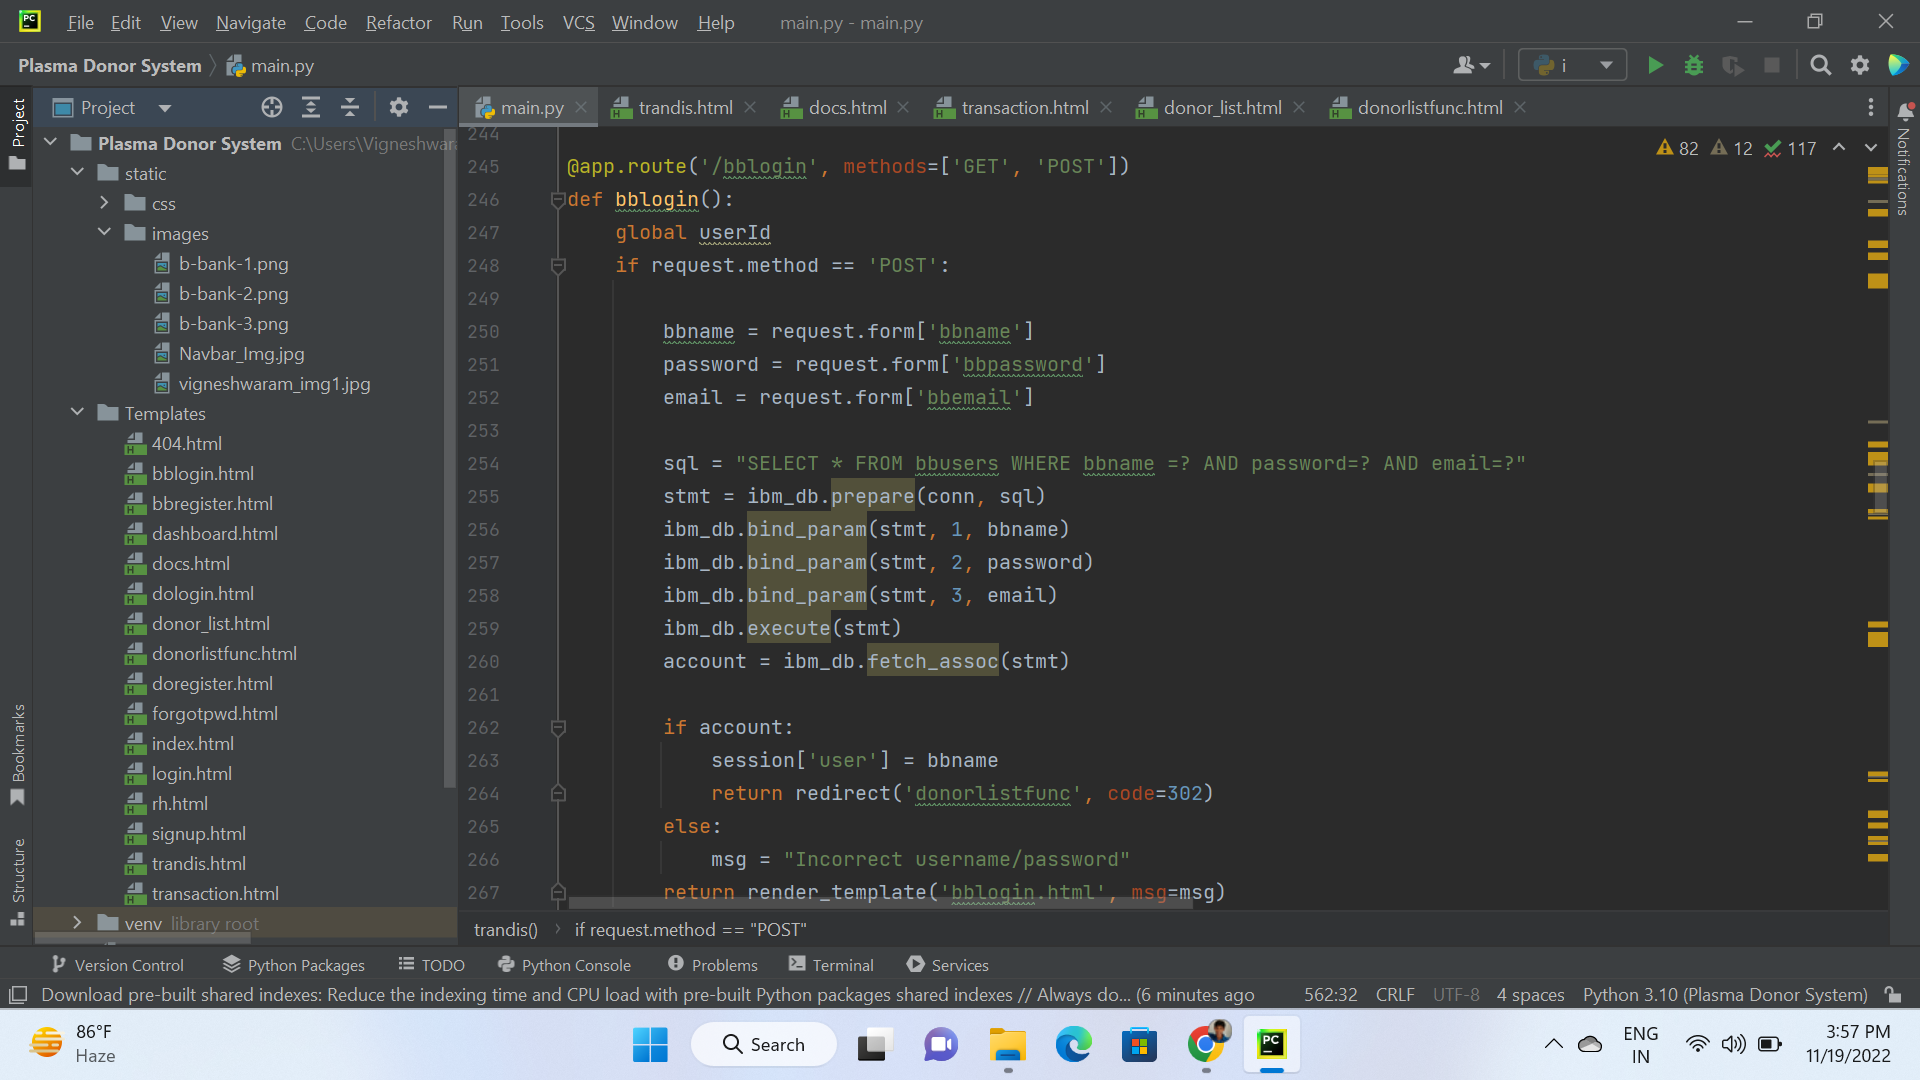 PC File Edit View Navigate Code Refactor Run Tools VCS Window Help main.py - main.py
Plasma Donor System main.py i
Project
Project
main.py trandis.html docs.html transaction.html donor_list.html donorlistfunc.html
Notifications
82 12 117
Plasma Donor System C:\Users\Vigneshwara
static
css
images
b-bank-1.png
b-bank-2.png
b-bank-3.png
Navbar_Img.jpg
vigneshwaram_img1.jpg
Templates
404.html
bblogin.html
bbregister.html
dashboard.html
docs.html
dologin.html
donor_list.html
donorlistfunc.html
doregister.html
forgotpwd.html
index.html
login.html
rh.html
signup.html
trandis.html
transaction.html
venv library root
Bookmarks
Structure
244
245 @app.route('/bblogin', methods=['GET', 'POST'])
246 def bblogin():
247 global userId
248 if request.method == 'POST':
249
250 bbname = request.form['bbname']
251 password = request.form['bbpassword']
252 email = request.form['bbemail']
253
254 sql = "SELECT * FROM bbusers WHERE bbname =? AND password=? AND email=?"
255 stmt = ibm_db.prepare(conn, sql)
256 ibm_db.bind_param(stmt, 1, bbname)
257 ibm_db.bind_param(stmt, 2, password)
258 ibm_db.bind_param(stmt, 3, email)
259 ibm_db.execute(stmt)
260 account = ibm_db.fetch_assoc(stmt)
261
262 if account:
263 session['user'] = bbname
264 return redirect('donorlistfunc', code=302)
265 else:
266 msg = "Incorrect username/password"
267 return render_template('bblogin.html', msg=msg)
trandis() if request.method == "POST"
Version Control Python Packages TODO Python Console Problems Terminal Services
Download pre-built shared indexes: Reduce the indexing time and CPU load with pre-built Python packages shared indexes // Always do... (6 minutes ago 562:32 CRLF UTF-8 4 spaces Python 3.10 (Plasma Donor System)
86°F
Haze
Search
PC
ENG
IN
3:57 PM
11/19/2022